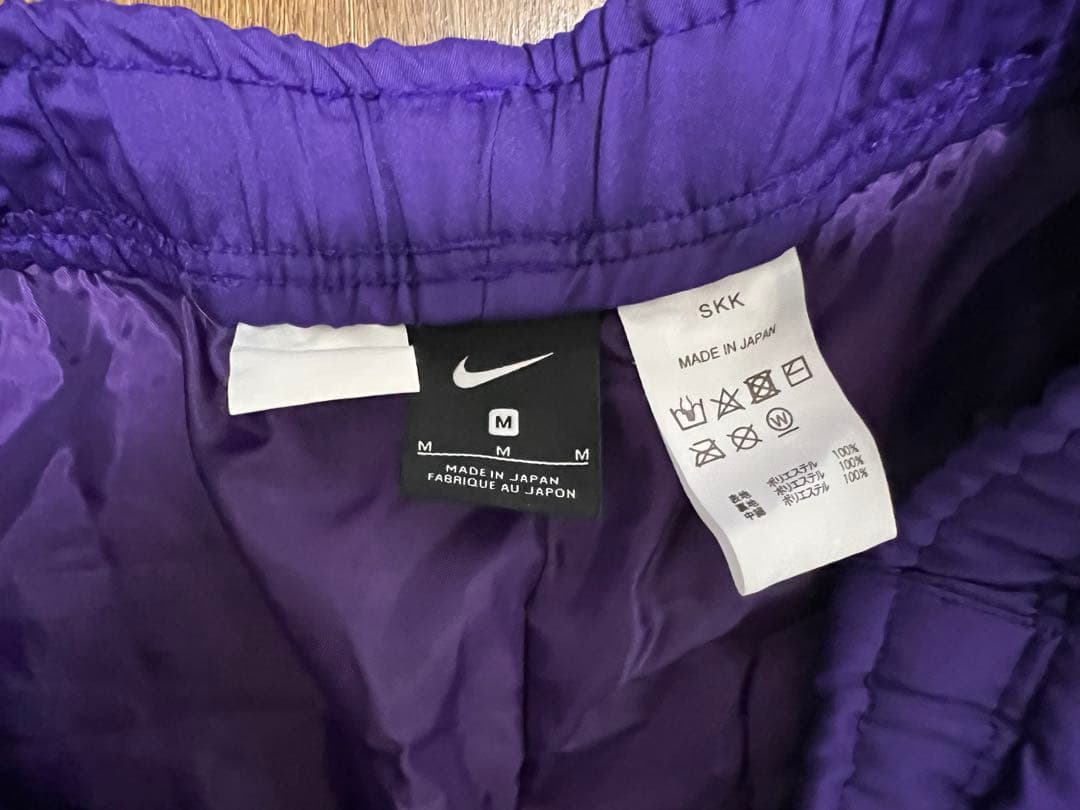 M
M M M
MADE IN JAPAN
FABRIQUE AU JAPON
SKK
MADE IN JAPAN
W
表地 ポリエステル 100%
裏地 ポリエステル 100%
中綿 ポリエステル 100%